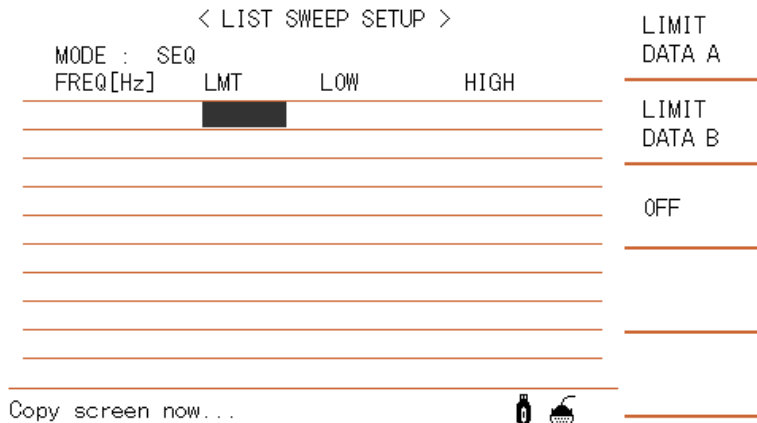 < LIST SWEEP SETUP >
MODE : SEQ
FREQ[Hz] LMT LOW HIGH
Copy screen now...
LIMIT
DATA A
LIMIT
DATA B
OFF